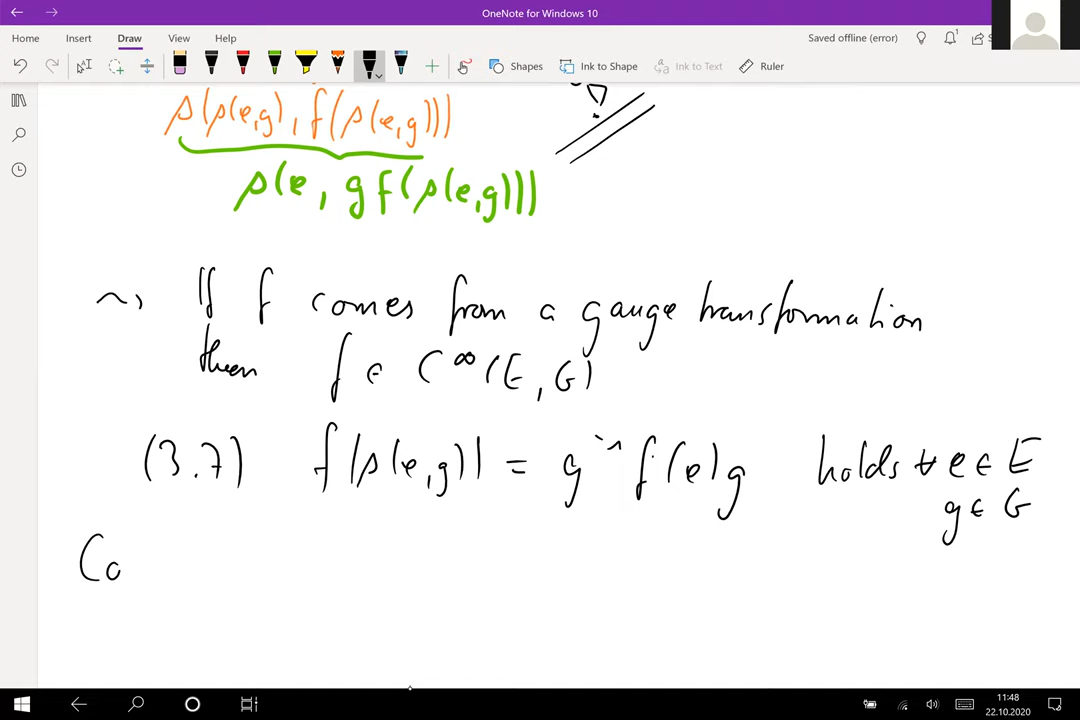 OneNote for Windows 10
Home Insert Draw View Help
Saved offline (error)
Shapes Ink to Shape Ink to Text Ruler
ρ(ρ(e,g), f(ρ(e,g)))
ρ(e, g f(ρ(e,g)))
⇝ If f comes from a gauge transformation
then f ∈ C^∞(E, G)
(3.7) f(ρ(e,g)) = g^{-1} f(e) g holds ∀ e ∈ E
g ∈ G
Co
11:48
22.10.2020